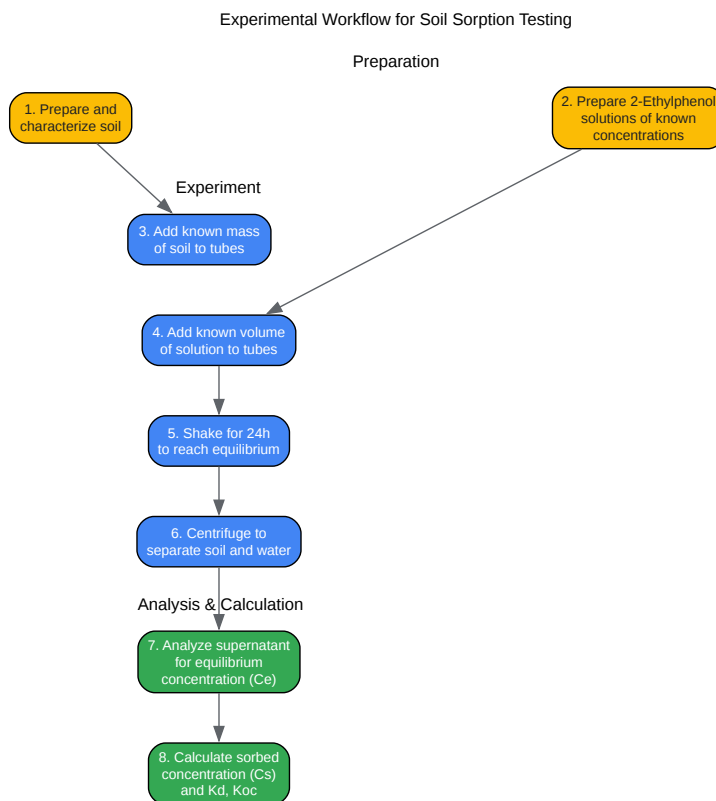 Experimental Workflow for Soil Sorption Testing
Preparation
1. Prepare and
characterize soil
2. Prepare 2-Ethylphenol
solutions of known
concentrations
Experiment
3. Add known mass
of soil to tubes
4. Add known volume
of solution to tubes
5. Shake for 24h
to reach equilibrium
6. Centrifuge to
separate soil and water
Analysis & Calculation
7. Analyze supernatant
for equilibrium
concentration (Ce)
8. Calculate sorbed
concentration (Cs)
and Kd, Koc